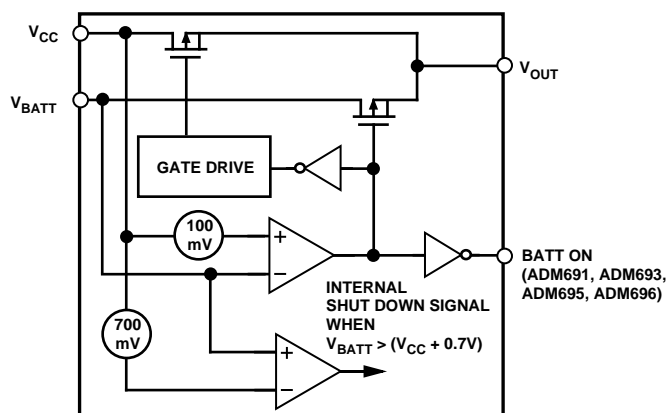 VCC
VBATT
VOUT
GATE DRIVE
100
mV
+
−
BATT ON
(ADM691, ADM693,
ADM695, ADM696)
INTERNAL
SHUT DOWN SIGNAL
WHEN
VBATT > (VCC + 0.7V)
700
mV
+
−